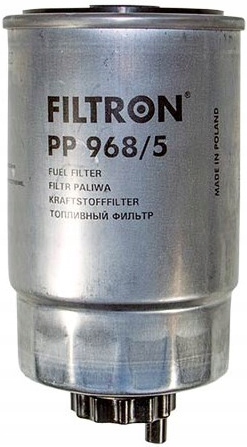 FILTRON®
PP 968/5
FUEL FILTER
FILTR PALIWA
KRAFTSTOFFFILTER
ТОПЛИВНЫЙ ФИЛЬТР
MADE IN POLAND